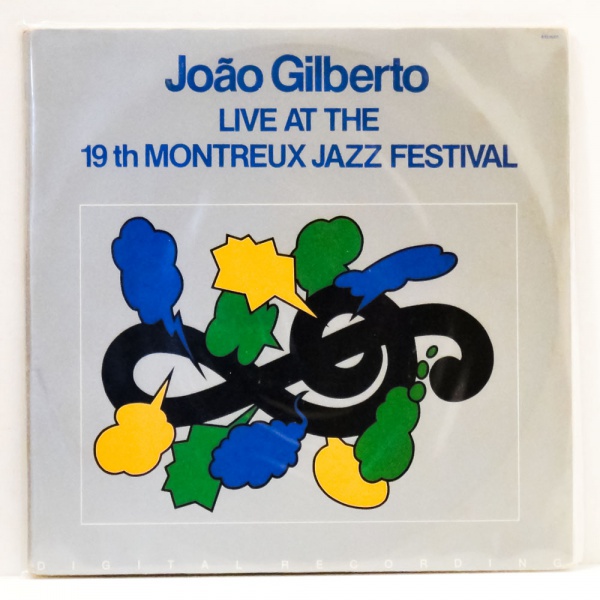 João Gilberto
LIVE AT THE
19 th MONTREUX JAZZ FESTIVAL
DIGITAL RECORDING